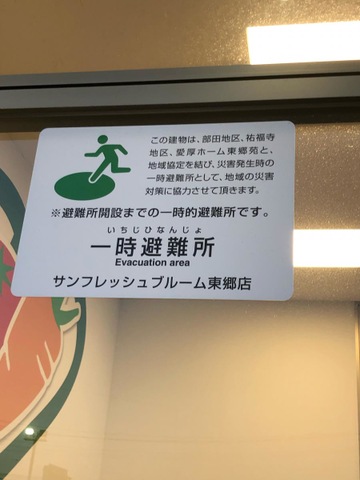 この建物は、部田地区、祐福寺
地区、愛厚ホーム東郷苑と、
地域協定を結び、災害発生時の
一時避難所として、地域の災害
対策に協力させて頂きます。
※避難所開設までの一時的避難所です。
いちじひなんじょ
一時避難所
Evacuation area
サンフレッシュブルーム東郷店